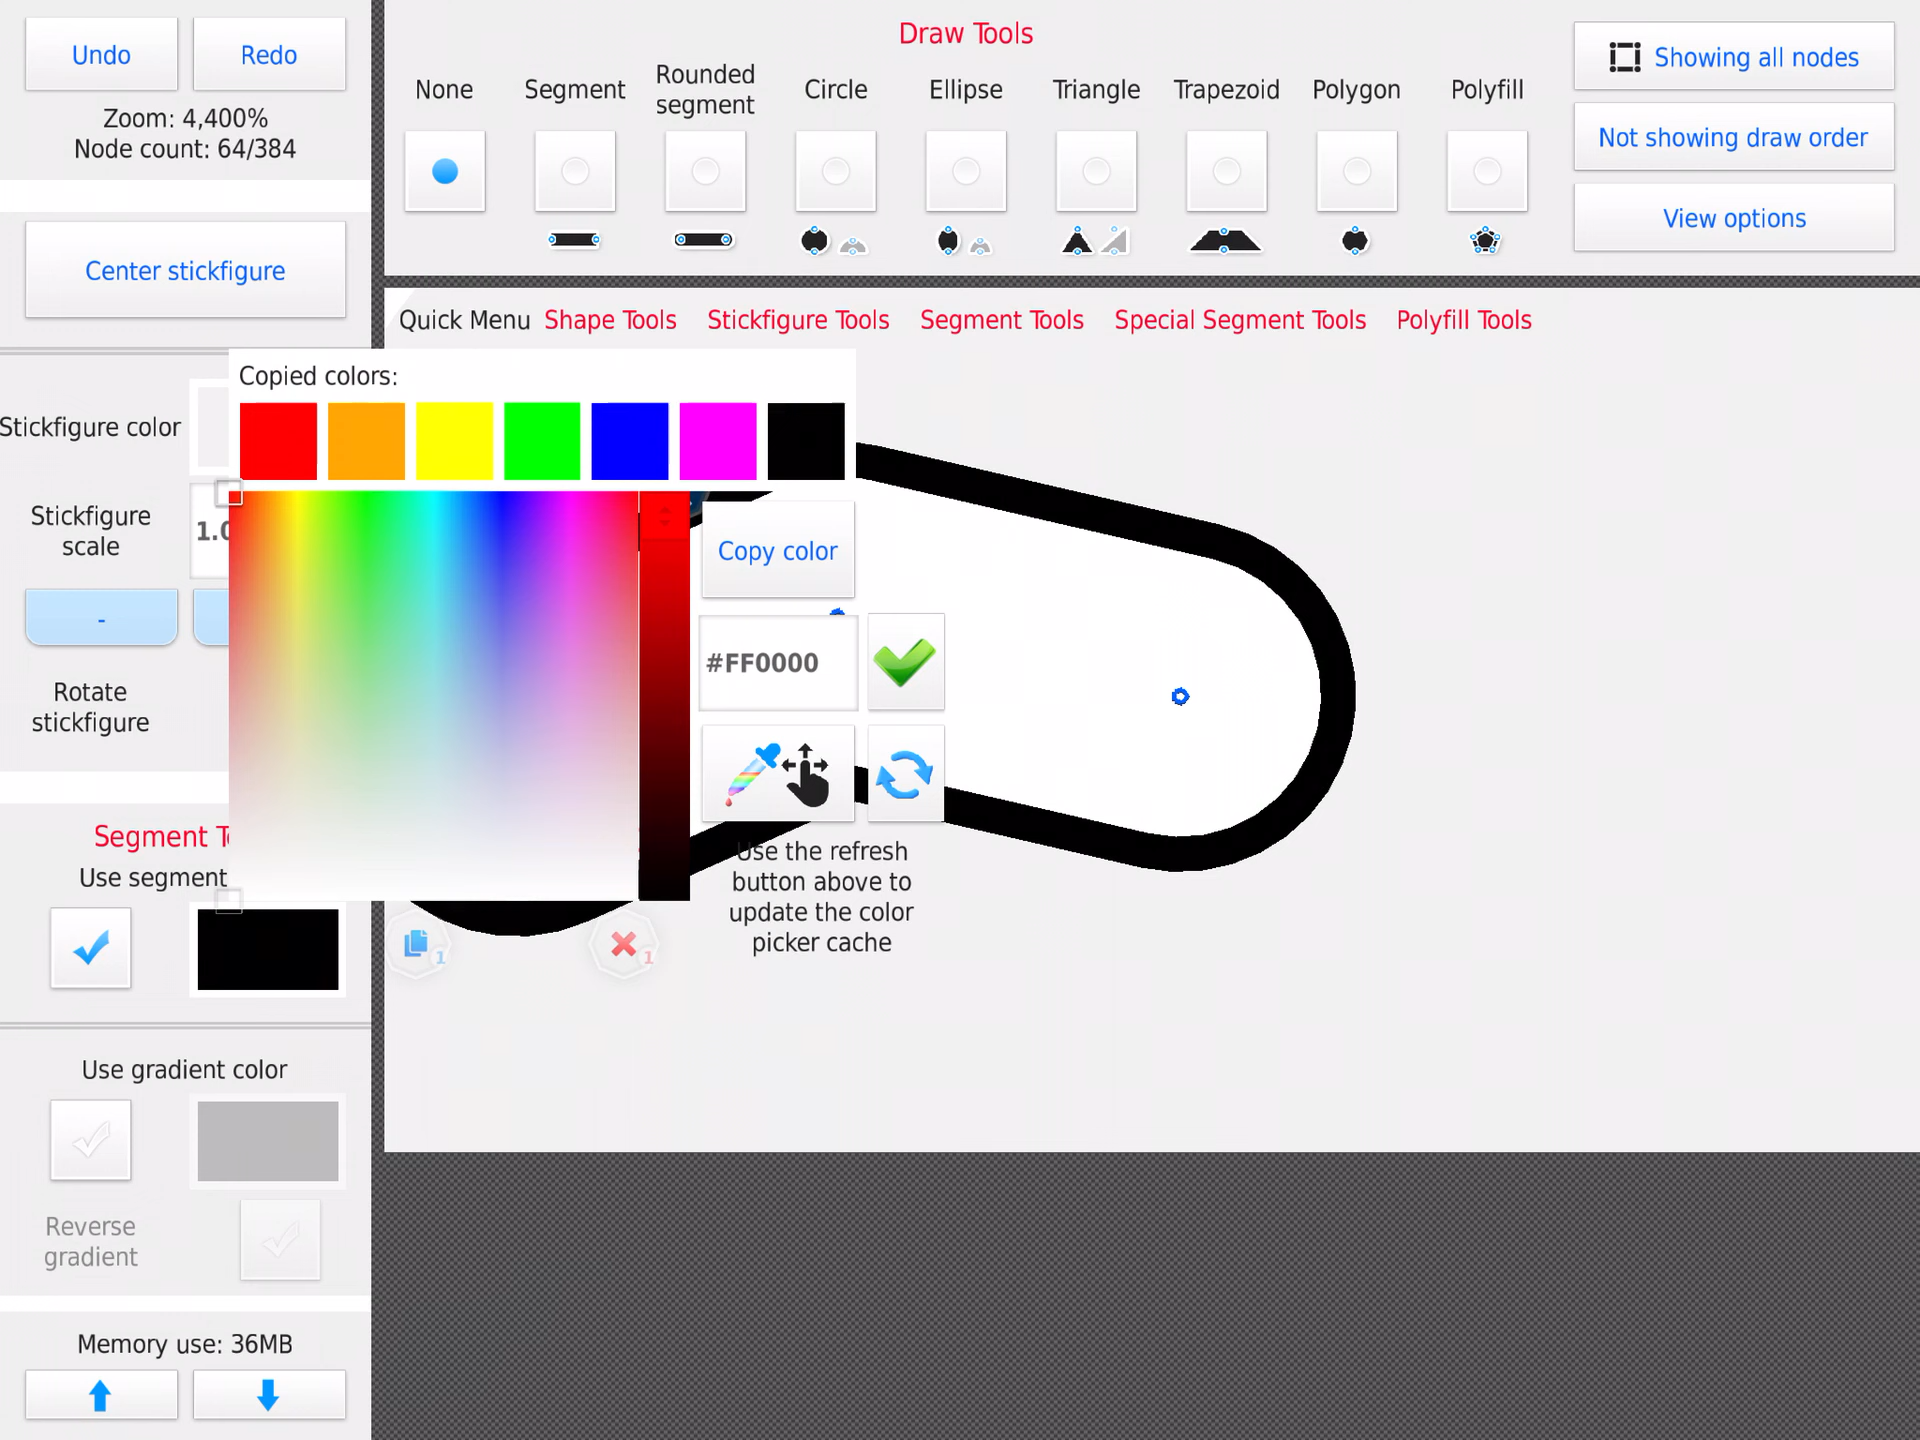 Undo
Redo
Zoom: 4,400%
Node count: 64/384
Center stickfigure
Draw Tools
None
Segment
Rounded
segment
Circle
Ellipse
Triangle
Trapezoid
Polygon
Polyfill
Showing all nodes
Not showing draw order
View options
Quick Menu
Shape Tools
Stickfigure Tools
Segment Tools
Special Segment Tools
Polyfill Tools
Copied colors:
Stickfigure color
Stickfigure
scale
1.0
-
Rotate
stickfigure
Copy color
#FF0000
Use the refresh
button above to
update the color
picker cache
Segment T
Use segment
1
1
Use gradient color
Reverse
gradient
Memory use: 36MB